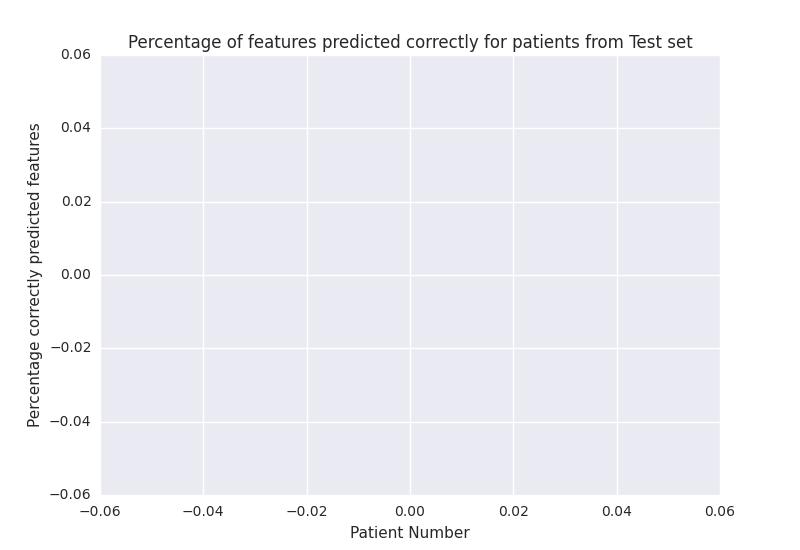 Percentage of features predicted correctly for patients from Test set
0.06
0.04
0.02
0.00
−0.02
−0.04
−0.06
Percentage correctly predicted features
−0.06 −0.04 −0.02 0.00 0.02 0.04 0.06
Patient Number